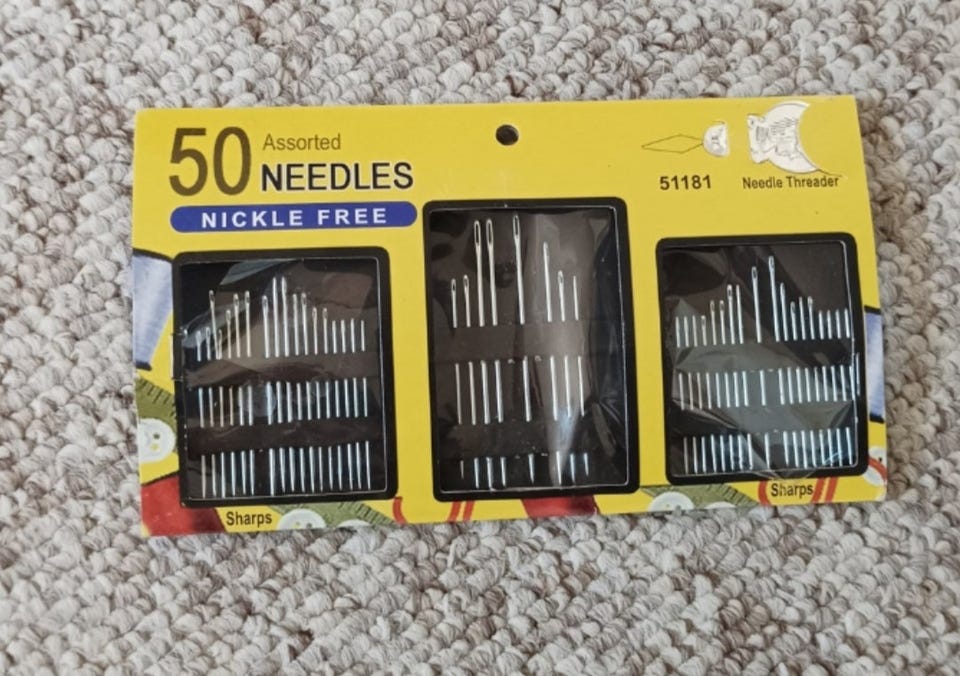 50 Assorted
NEEDLES
NICKLE FREE
51181
Needle Threader
Sharps
Sharps